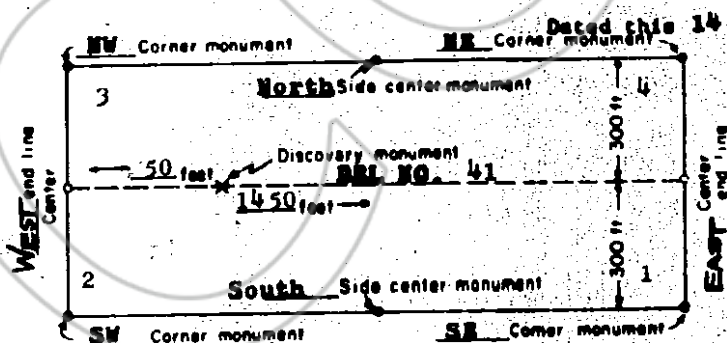 Dated this 14
NW Corner monument NE Corner monument
North Side center monument
3 4
300 ft
Discovary monument
50 feet
BRL NO. 41
1450 feet
WEST end line
Center
EAST end line
Center
300 ft
2 1
South Side center monument
SW Corner monument SE Corner monument